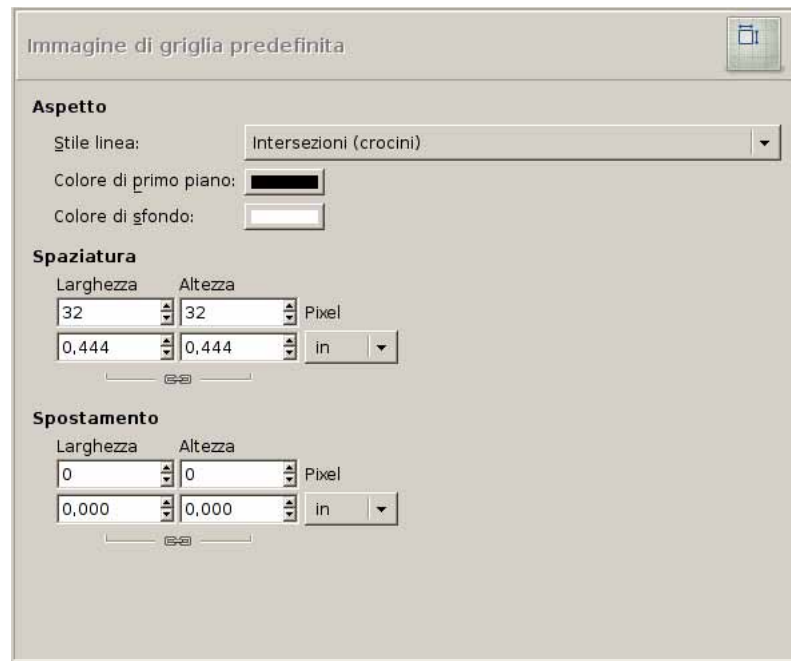 Immagine di griglia predefinita
Aspetto
Stile linea: Intersezioni (crocini)
Colore di primo piano:
Colore di sfondo:
Spaziatura
Larghezza Altezza
32 32 Pixel
0,444 0,444 in
Spostamento
Larghezza Altezza
0 0 Pixel
0,000 0,000 in